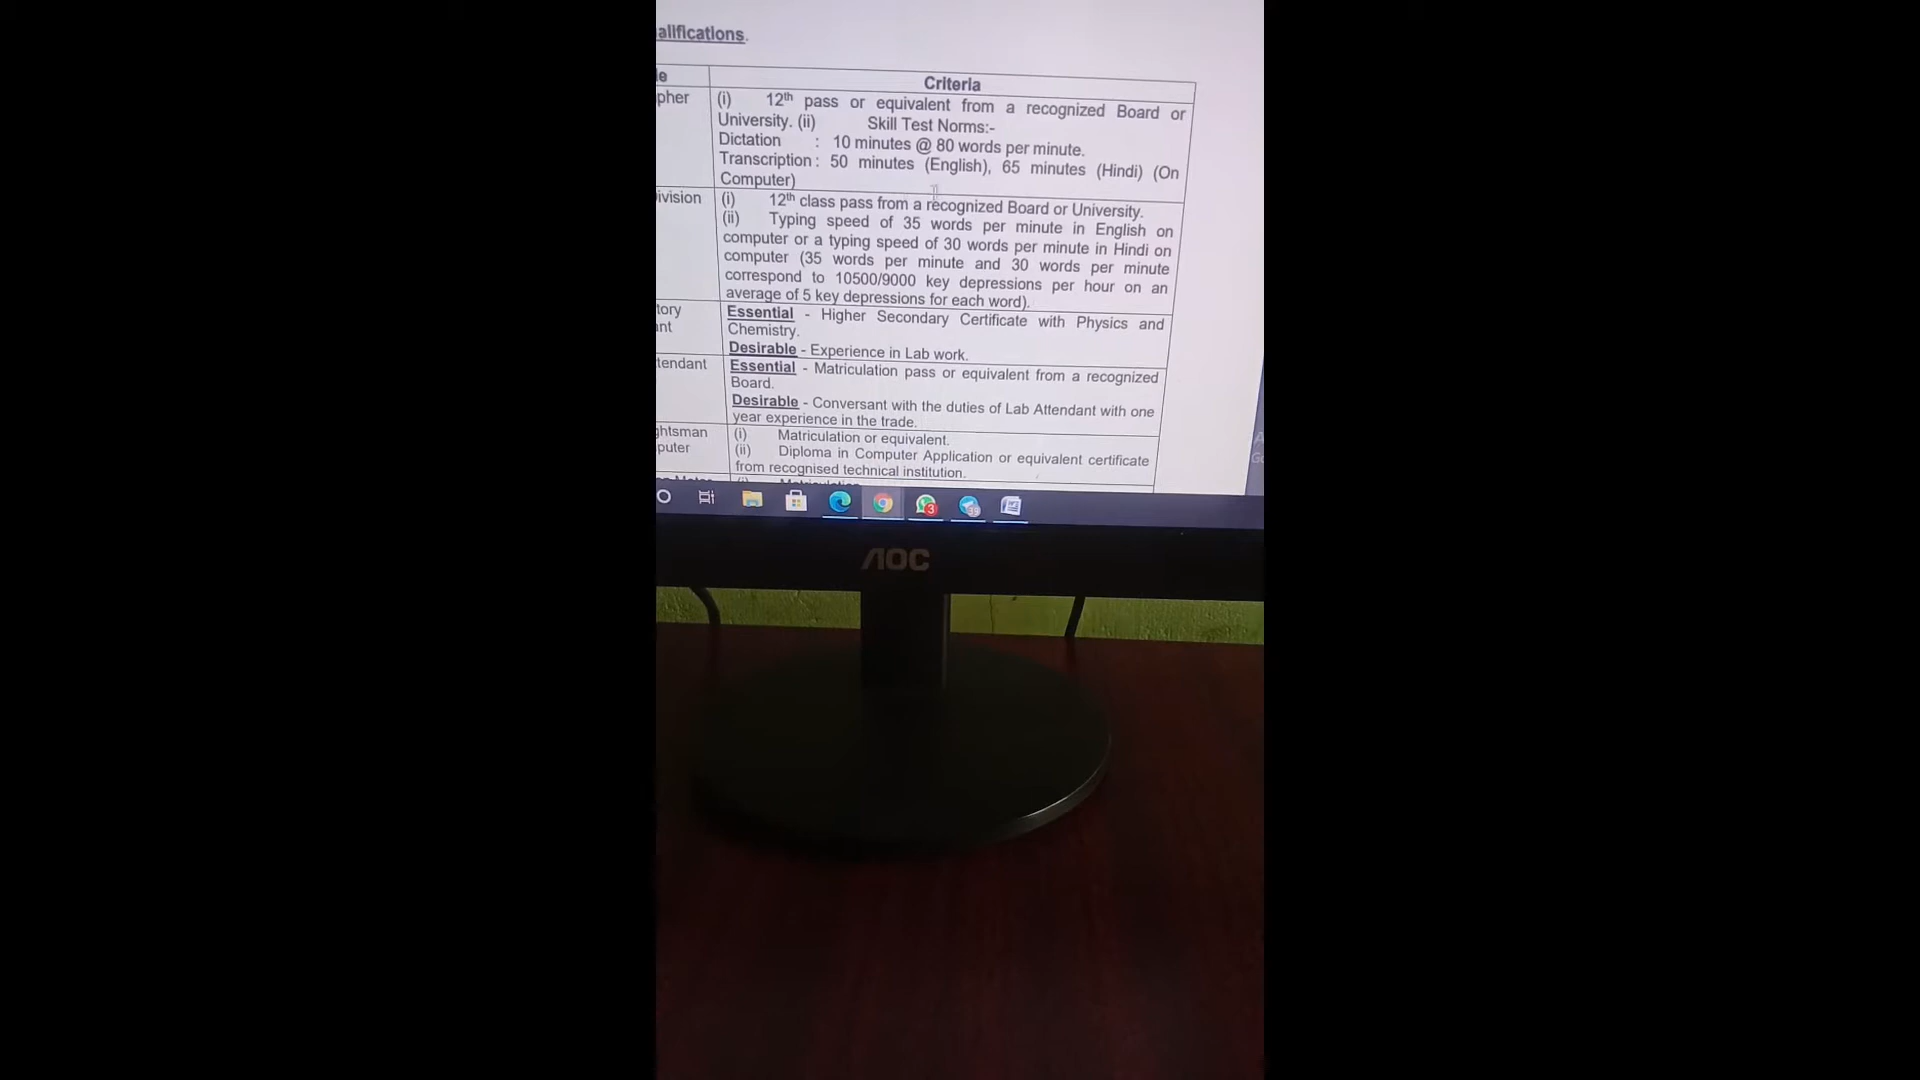 alifications.
e Criteria
pher (i) 12th pass or equivalent from a recognized Board or
University. (ii) Skill Test Norms:-
Dictation : 10 minutes @ 80 words per minute.
Transcription : 50 minutes (English), 65 minutes (Hindi) (On
Computer)
ivision (i) 12th class pass from a recognized Board or University.
(ii) Typing speed of 35 words per minute in English on
computer or a typing speed of 30 words per minute in Hindi on
computer (35 words per minute and 30 words per minute
correspond to 10500/9000 key depressions per hour on an
average of 5 key depressions for each word).
tory Essential - Higher Secondary Certificate with Physics and
nt Chemistry.
Desirable - Experience in Lab work.
tendant Essential - Matriculation pass or equivalent from a recognized
Board.
Desirable - Conversant with the duties of Lab Attendant with one
year experience in the trade.
ghtsman (i) Matriculation or equivalent.
puter (ii) Diploma in Computer Application or equivalent certificate
from recognised technical institution.
(i) Matriculation
3
AOC